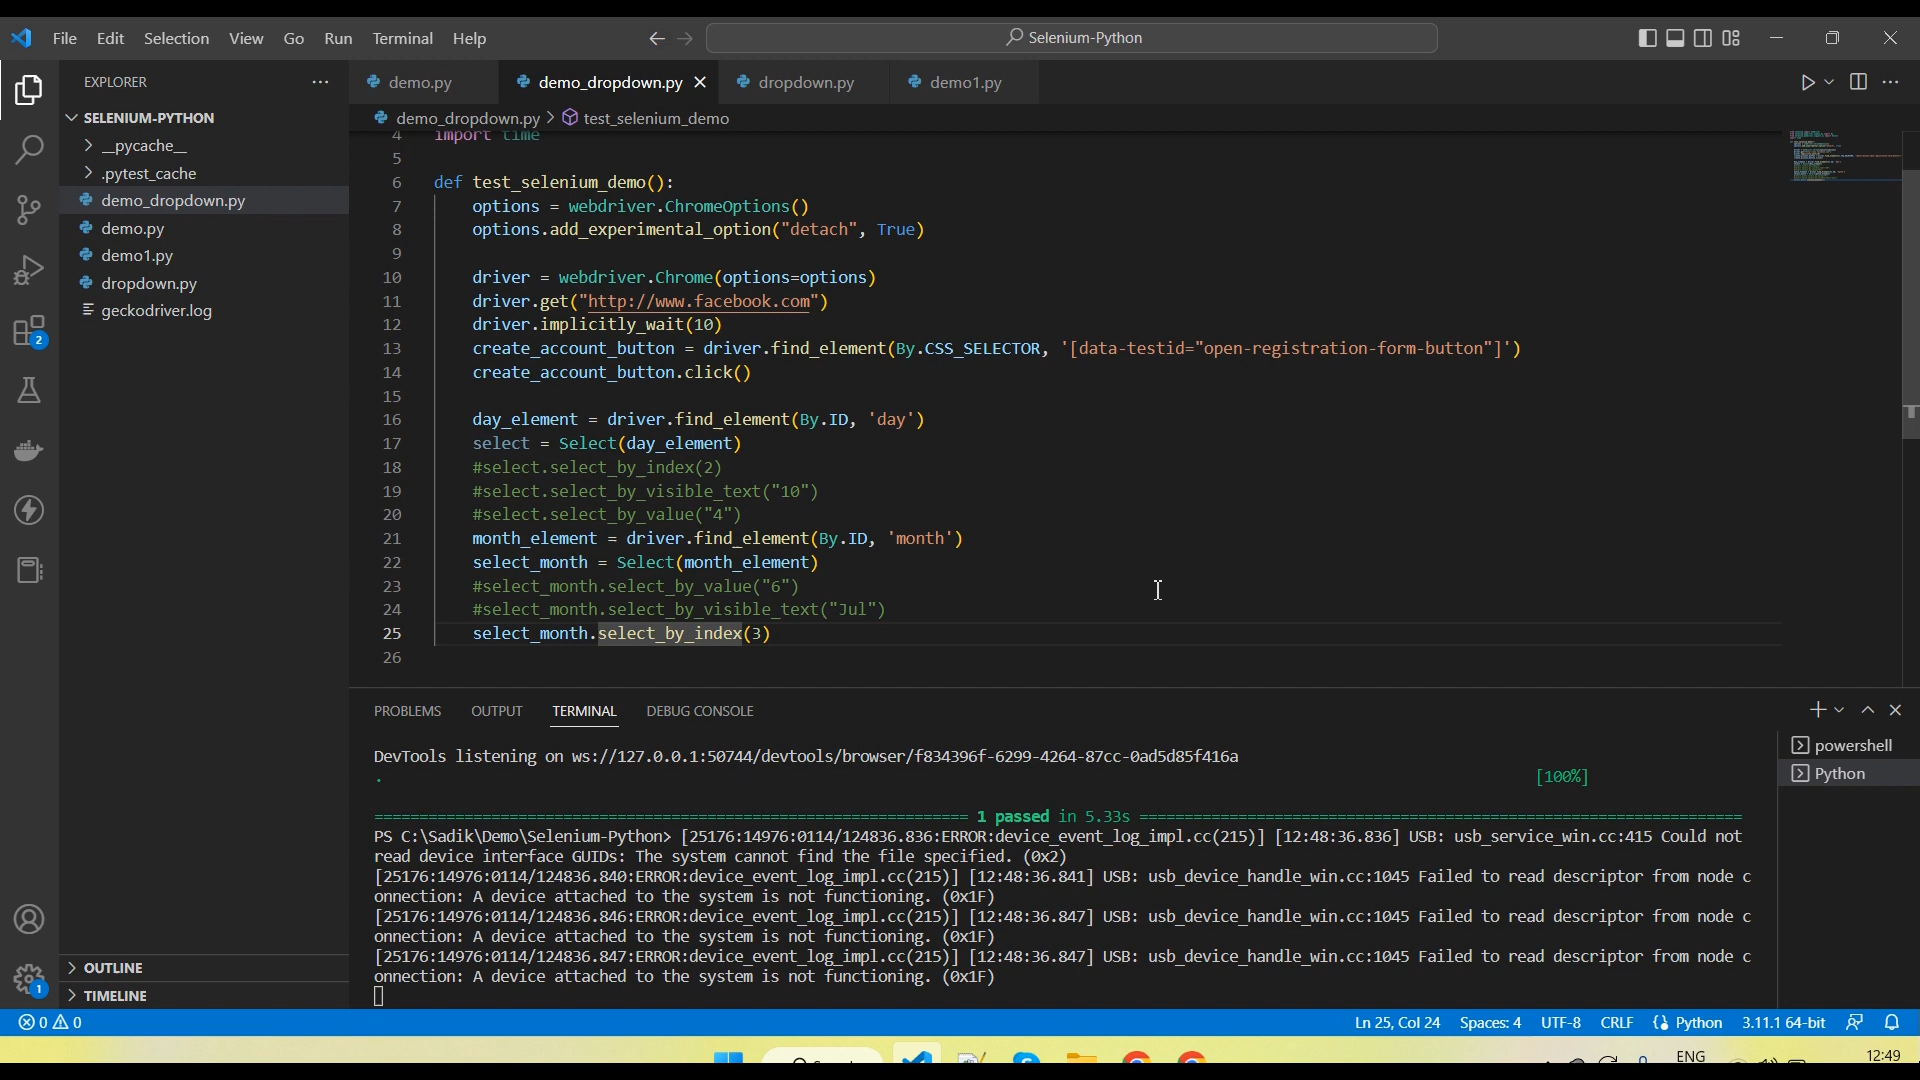 File Edit Selection View Go Run Terminal Help
Selenium-Python
EXPLORER
demo.py
demo_dropdown.py
dropdown.py
demo1.py
SELENIUM-PYTHON
__pycache__
.pytest_cache
demo_dropdown.py
demo.py
demo1.py
dropdown.py
geckodriver.log
OUTLINE
TIMELINE
2
1
demo_dropdown.py > test_selenium_demo
4 import time
5
6 def test_selenium_demo():
7 options = webdriver.ChromeOptions()
8 options.add_experimental_option("detach", True)
9
10 driver = webdriver.Chrome(options=options)
11 driver.get("http://www.facebook.com")
12 driver.implicitly_wait(10)
13 create_account_button = driver.find_element(By.CSS_SELECTOR, '[data-testid="open-registration-form-button"]')
14 create_account_button.click()
15
16 day_element = driver.find_element(By.ID, 'day')
17 select = Select(day_element)
18 #select.select_by_index(2)
19 #select.select_by_visible_text("10")
20 #select.select_by_value("4")
21 month_element = driver.find_element(By.ID, 'month')
22 select_month = Select(month_element)
23 #select_month.select_by_value("6")
24 #select_month.select_by_visible_text("Jul")
25 select_month.select_by_index(3)
26
PROBLEMS OUTPUT TERMINAL DEBUG CONSOLE
powershell
Python
DevTools listening on ws://127.0.0.1:50744/devtools/browser/f834396f-6299-4264-87cc-0ad5d85f416a
. [100%]
1 passed in 5.33s
PS C:\Sadik\Demo\Selenium-Python> [25176:14976:0114/124836.836:ERROR:device_event_log_impl.cc(215)] [12:48:36.836] USB: usb_service_win.cc:415 Could not
read device interface GUIDs: The system cannot find the file specified. (0x2)
[25176:14976:0114/124836.840:ERROR:device_event_log_impl.cc(215)] [12:48:36.841] USB: usb_device_handle_win.cc:1045 Failed to read descriptor from node c
onnection: A device attached to the system is not functioning. (0x1F)
[25176:14976:0114/124836.846:ERROR:device_event_log_impl.cc(215)] [12:48:36.847] USB: usb_device_handle_win.cc:1045 Failed to read descriptor from node c
onnection: A device attached to the system is not functioning. (0x1F)
[25176:14976:0114/124836.847:ERROR:device_event_log_impl.cc(215)] [12:48:36.847] USB: usb_device_handle_win.cc:1045 Failed to read descriptor from node c
onnection: A device attached to the system is not functioning. (0x1F)
0 0 Ln 25, Col 24 Spaces: 4 UTF-8 CRLF Python 3.11.1 64-bit
ENG 12:49